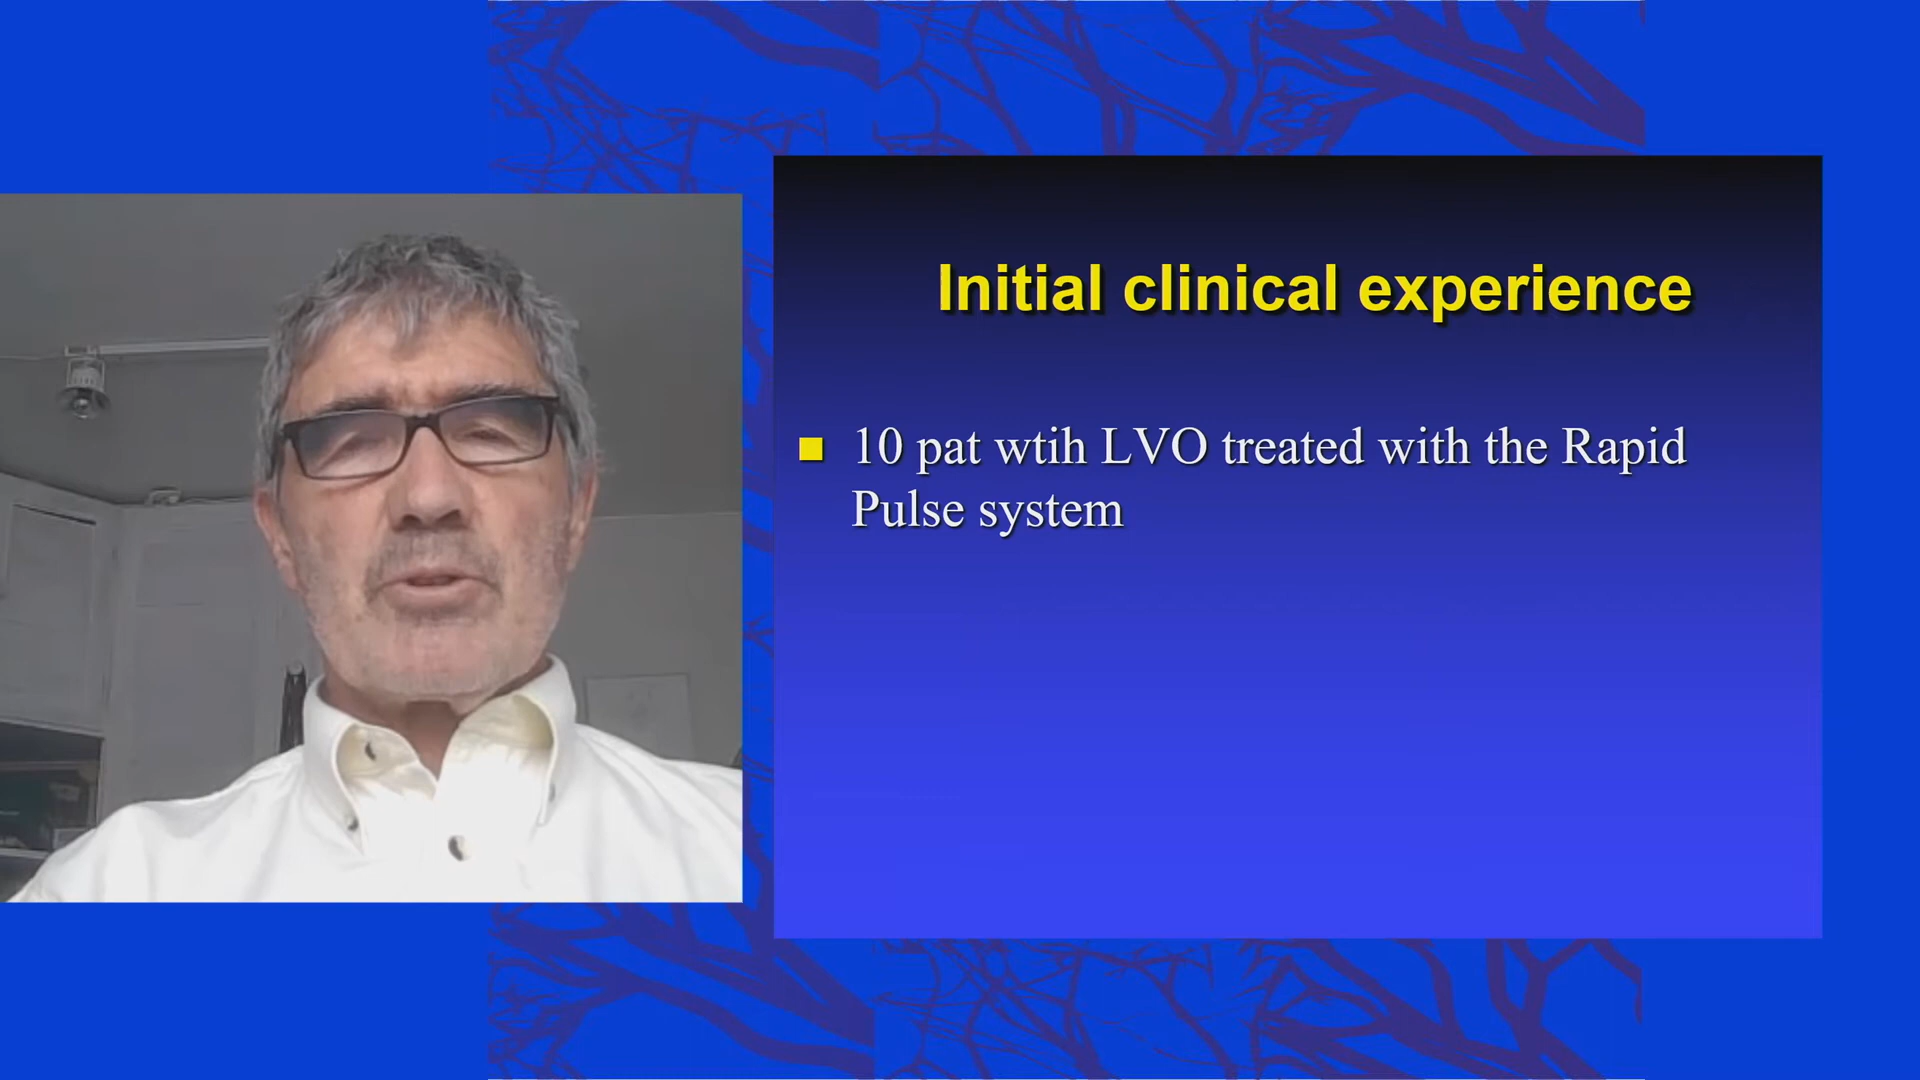 Initial clinical experience
10 pat wtih LVO treated with the Rapid
Pulse system